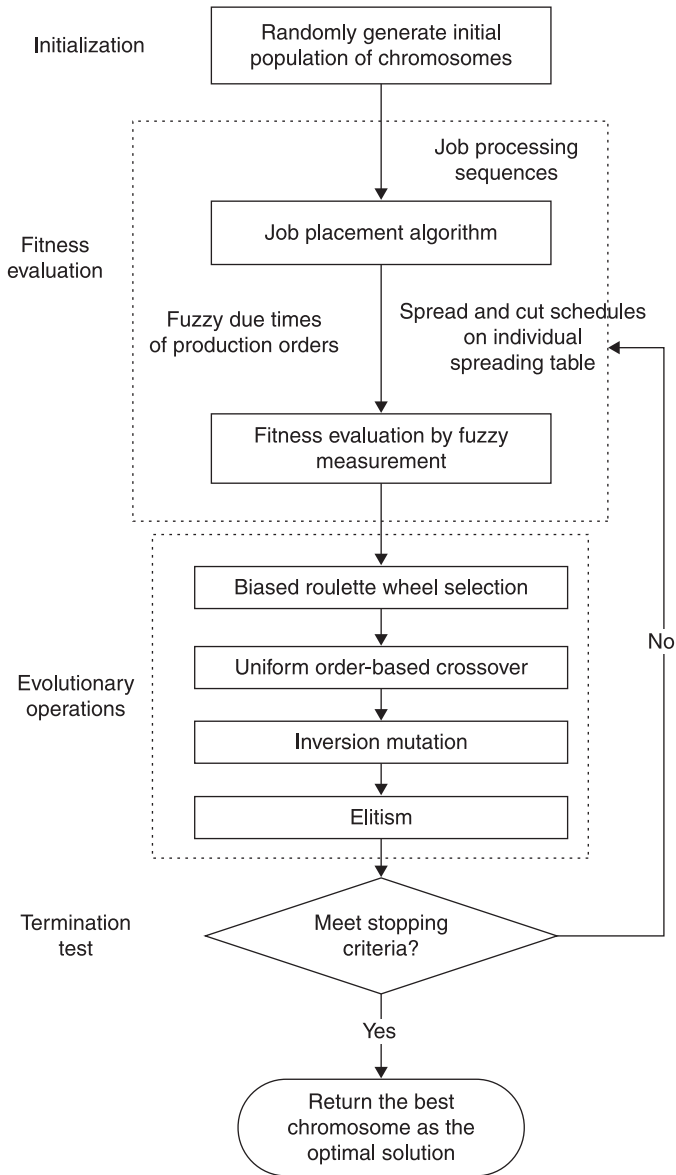 Initialization
Randomly generate initial
population of chromosomes
Job processing
sequences
Job placement algorithm
Fitness
evaluation
Fuzzy due times
of production orders
Spread and cut schedules
on individual
spreading table
Fitness evaluation by fuzzy
measurement
Biased roulette wheel selection
Uniform order-based crossover
No
Evolutionary
operations
Inversion mutation
Elitism
Termination
test
Meet stopping
criteria?
Yes
Return the best
chromosome as the
optimal solution